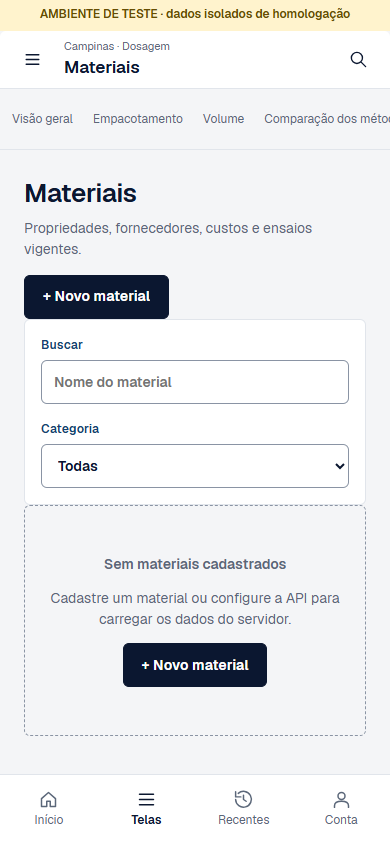 AMBIENTE DE TESTE · dados isolados de homologação
Campinas · Dosagem
Materiais
Visão geral
Empacotamento
Volume
Comparação dos
Materiais
Propriedades, fornecedores, custos e ensaios
vigentes.
+ Novo material
Buscar
Nome do material
Categoria
Todas
Sem materiais cadastrados
Cadastre um material ou configure a API para
carregar os dados do servidor.
+ Novo material
Início
Telas
Recentes
Conta